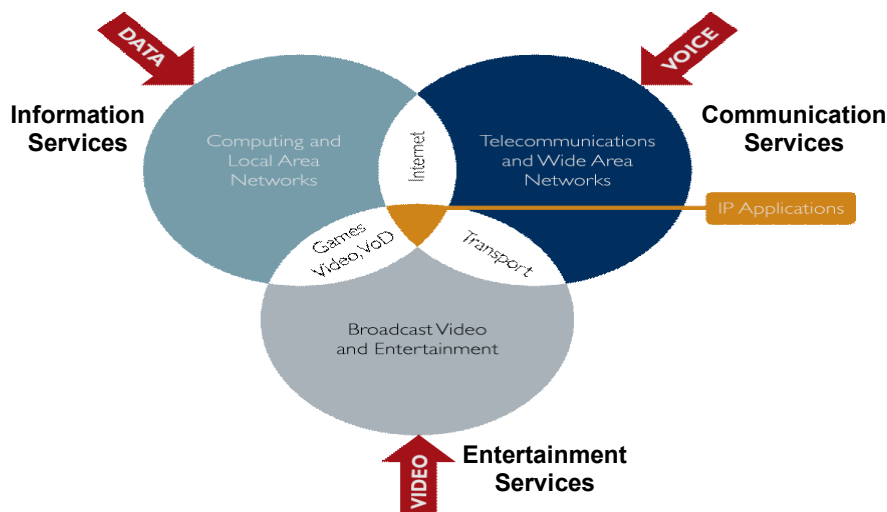 DATA
VOICE
Information
Services
Communication
Services
Computing and
Local Area
Networks
Internet
Telecommunications
and Wide Area
Networks
IP Applications
Games
Video,VoD
Transport
Broadcast Video
and Entertainment
VIDEO
Entertainment
Services